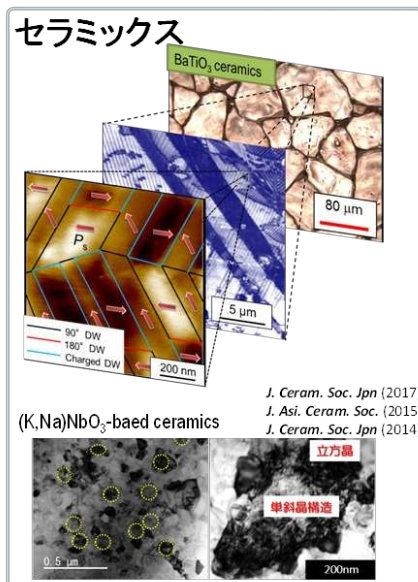 セラミックス
BaTiO₃ ceramics
80 μm
5 μm
Pₛ
90° DW
180° DW
Charged DW
200 nm
J. Ceram. Soc. Jpn (2017
J. Asi. Ceram. Soc. (2015
J. Ceram. Soc. Jpn (2014
(K,Na)NbO₃-baed ceramics
立方晶
単斜晶構造
0.5 μm
200nm